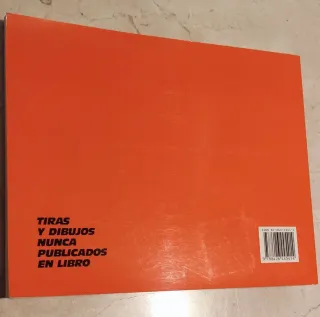 TIRAS
Y DIBUJOS
NUNCA
PUBLICADOS
EN LIBRO